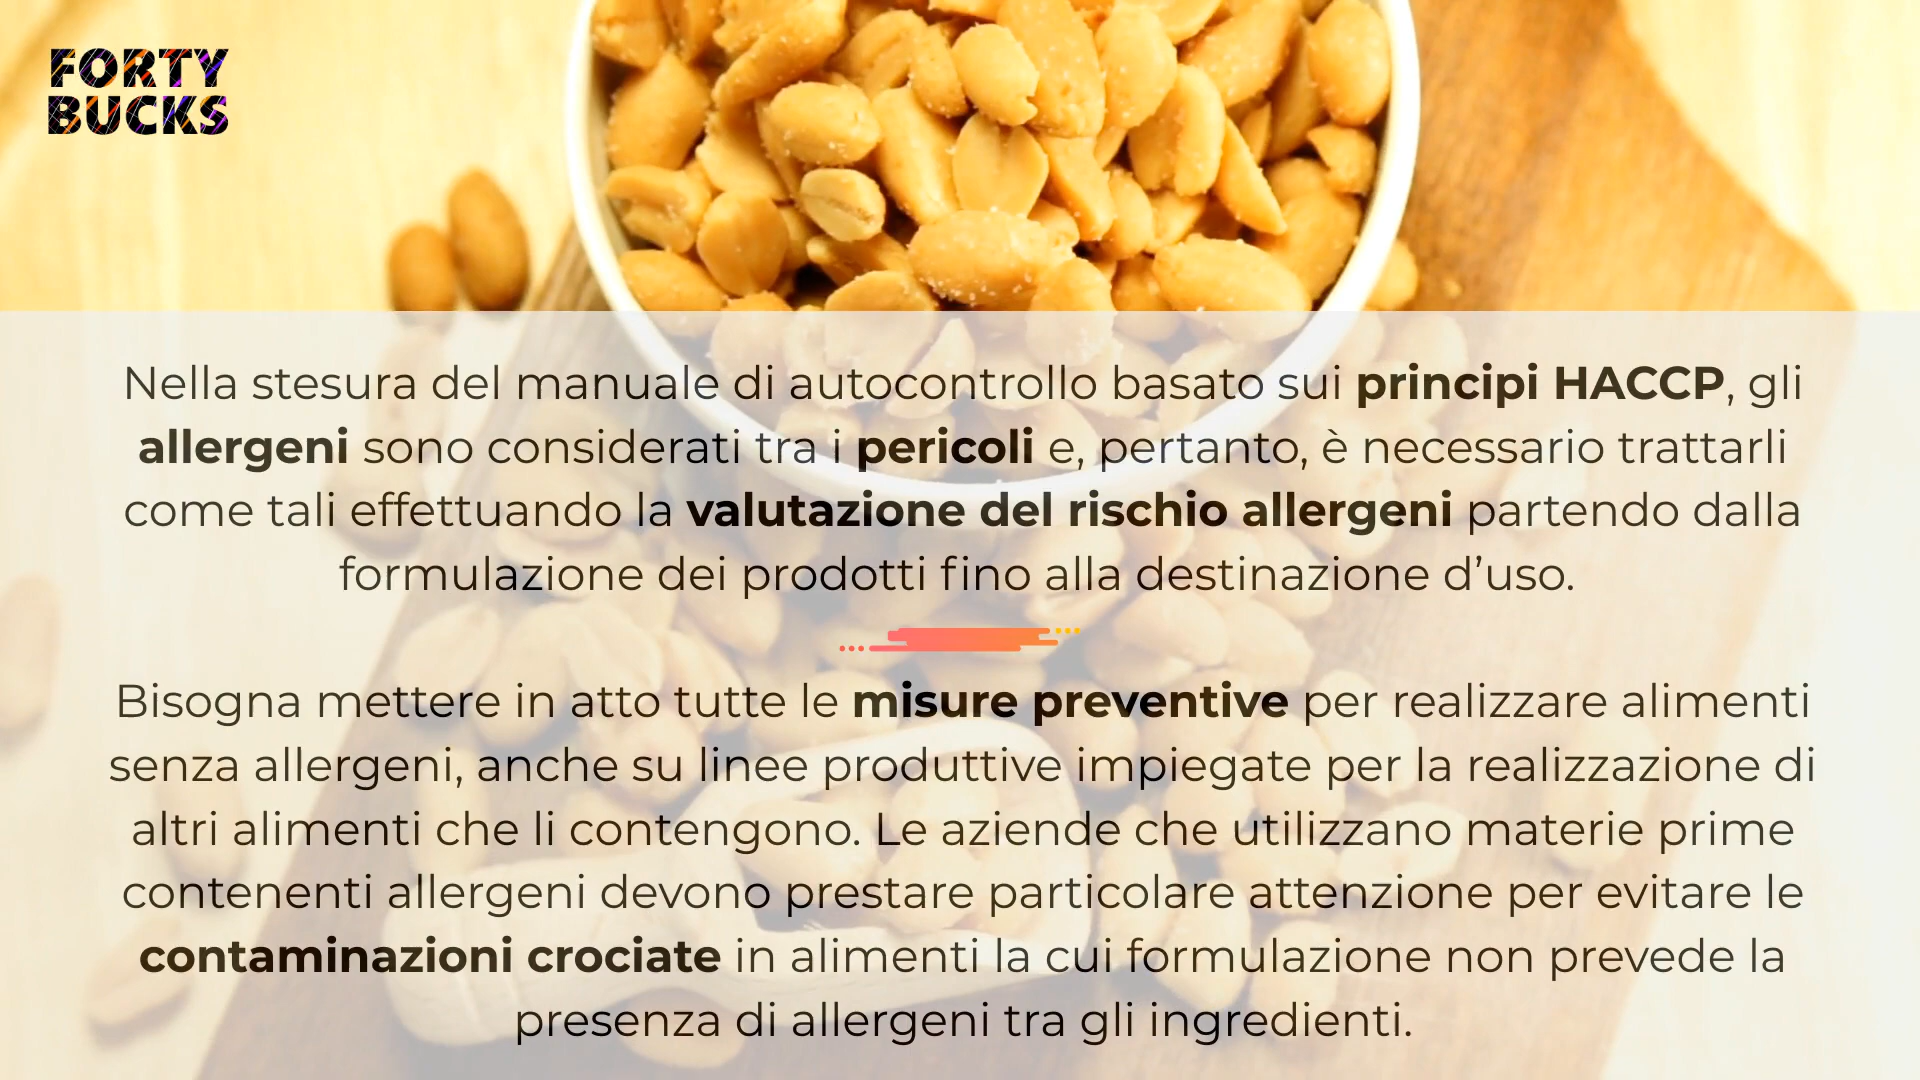 FORTY
BUCKS
Nella stesura del manuale di autocontrollo basato sui principi HACCP, gli
allergeni sono considerati tra i pericoli e, pertanto, è necessario trattarli
come tali effettuando la valutazione del rischio allergeni partendo dalla
formulazione dei prodotti fino alla destinazione d’uso.
Bisogna mettere in atto tutte le misure preventive per realizzare alimenti
senza allergeni, anche su linee produttive impiegate per la realizzazione di
altri alimenti che li contengono. Le aziende che utilizzano materie prime
contenenti allergeni devono prestare particolare attenzione per evitare le
contaminazioni crociate in alimenti la cui formulazione non prevede la
presenza di allergeni tra gli ingredienti.